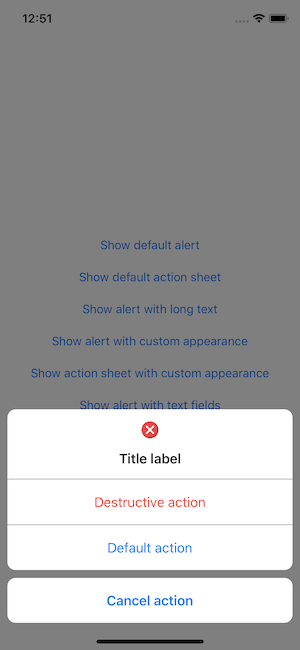 12:51
Show default alert
Show default action sheet
Show alert with long text
Show alert with custom appearance
Show action sheet with custom appearance
Show alert with text fields
Title label
Destructive action
Default action
Cancel action